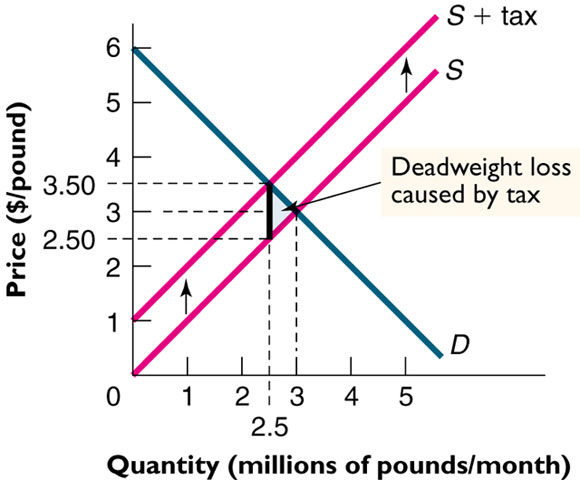 Price ($/pound)
6
5
4
3.50
3
2.50
2
1
0
S + tax
S
Deadweight loss
caused by tax
D
1 2 3 4 5
2.5
Quantity (millions of pounds/month)